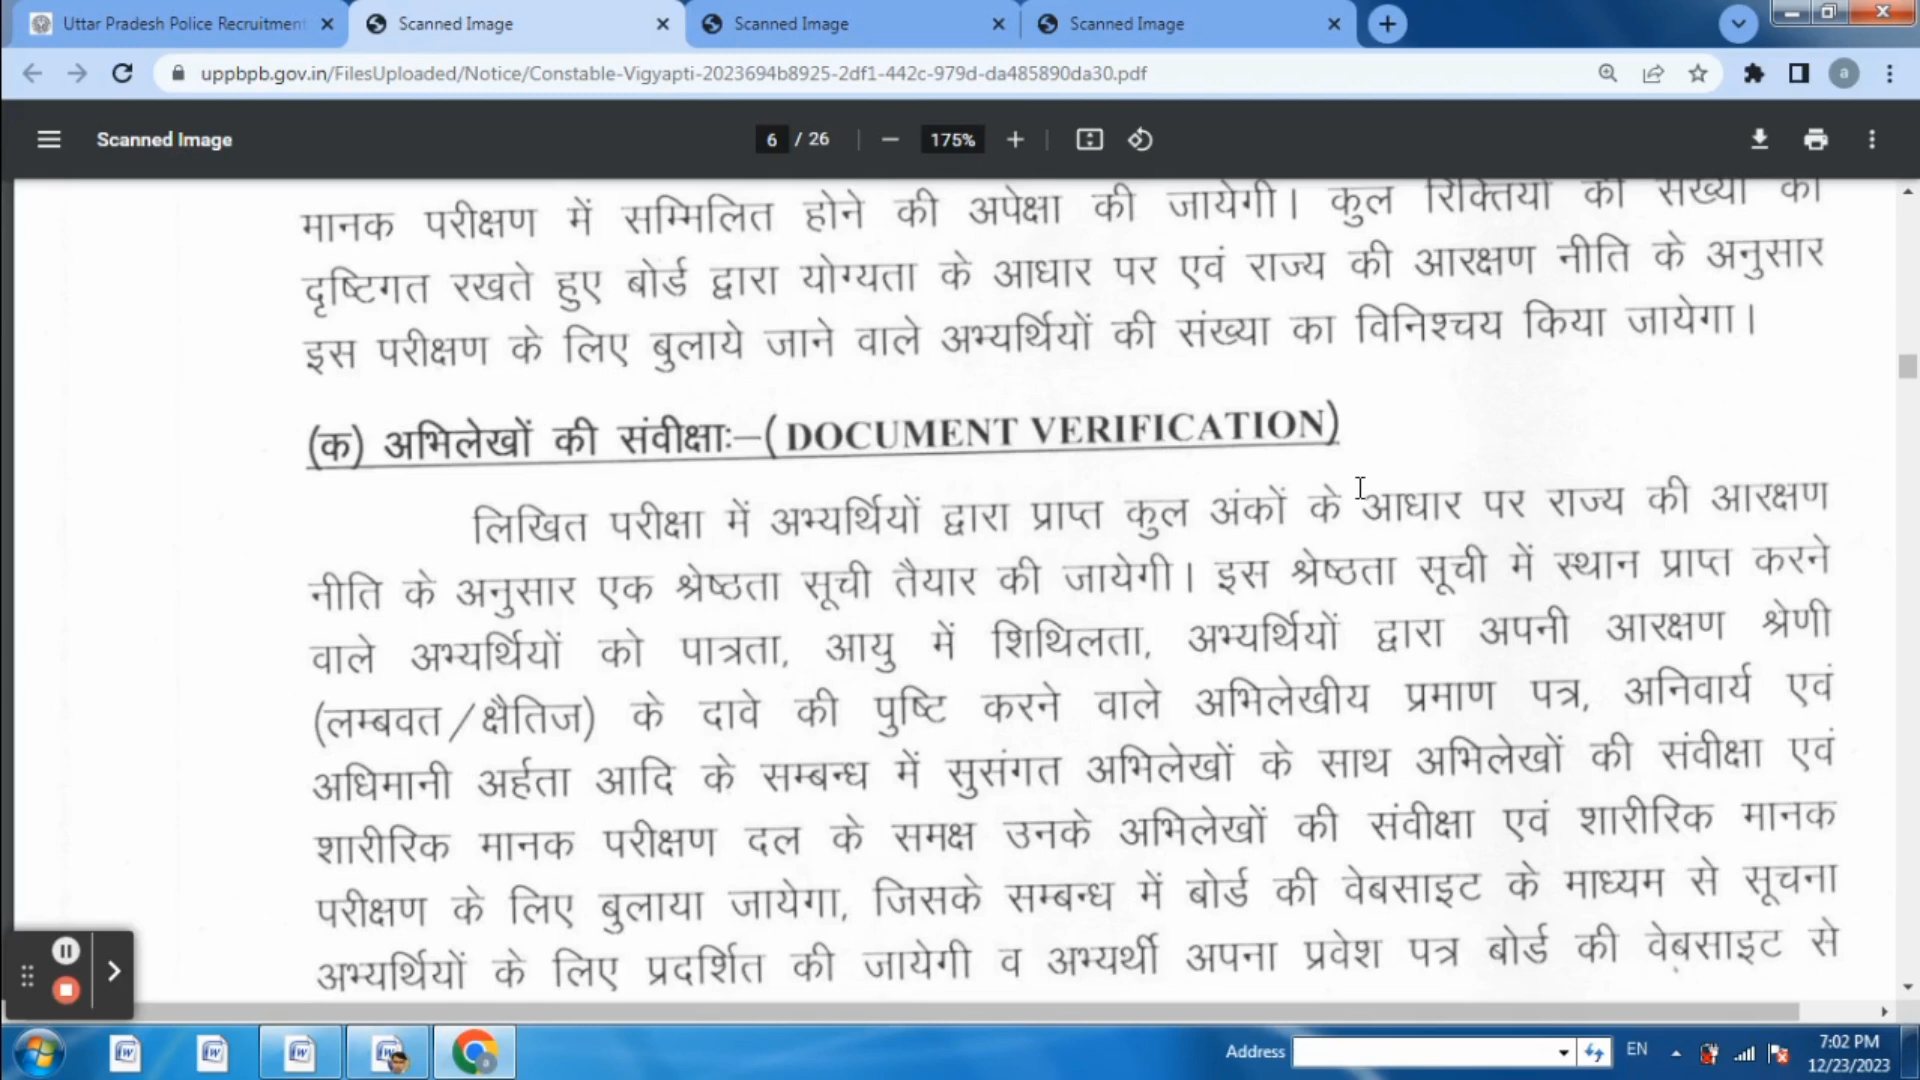 Uttar Pradesh Police Recruitment
Scanned Image
Scanned Image
Scanned Image
uppbpb.gov.in/FilesUploaded/Notice/Constable-Vigyapti-2023694b8925-2df1-442c-979d-da485890da30.pdf
a
Scanned Image
6 / 26
175%
मानक परीक्षण में सम्मिलित होने की अपेक्षा की जायेगी। कुल रिक्तियों की संख्या को
दृष्टिगत रखते हुए बोर्ड द्वारा योग्यता के आधार पर एवं राज्य की आरक्षण नीति के अनुसार
इस परीक्षण के लिए बुलाये जाने वाले अभ्यर्थियों की संख्या का विनिश्चय किया जायेगा।
(क) अभिलेखों की संवीक्षाः–(DOCUMENT VERIFICATION)
लिखित परीक्षा में अभ्यर्थियों द्वारा प्राप्त कुल अंकों के आधार पर राज्य की आरक्षण
नीति के अनुसार एक श्रेष्ठता सूची तैयार की जायेगी। इस श्रेष्ठता सूची में स्थान प्राप्त करने
वाले अभ्यर्थियों को पात्रता, आयु में शिथिलता, अभ्यर्थियों द्वारा अपनी आरक्षण श्रेणी
(लम्बवत/क्षैतिज) के दावे की पुष्टि करने वाले अभिलेखीय प्रमाण पत्र, अनिवार्य एवं
अधिमानी अर्हता आदि के सम्बन्ध में सुसंगत अभिलेखों के साथ अभिलेखों की संवीक्षा एवं
शारीरिक मानक परीक्षण दल के समक्ष उनके अभिलेखों की संवीक्षा एवं शारीरिक मानक
परीक्षण के लिए बुलाया जायेगा, जिसके सम्बन्ध में बोर्ड की वेबसाइट के माध्यम से सूचना
अभ्यर्थियों के लिए प्रदर्शित की जायेगी व अभ्यर्थी अपना प्रवेश पत्र बोर्ड की वेबसाइट से
Address
EN
7:02 PM
12/23/2023